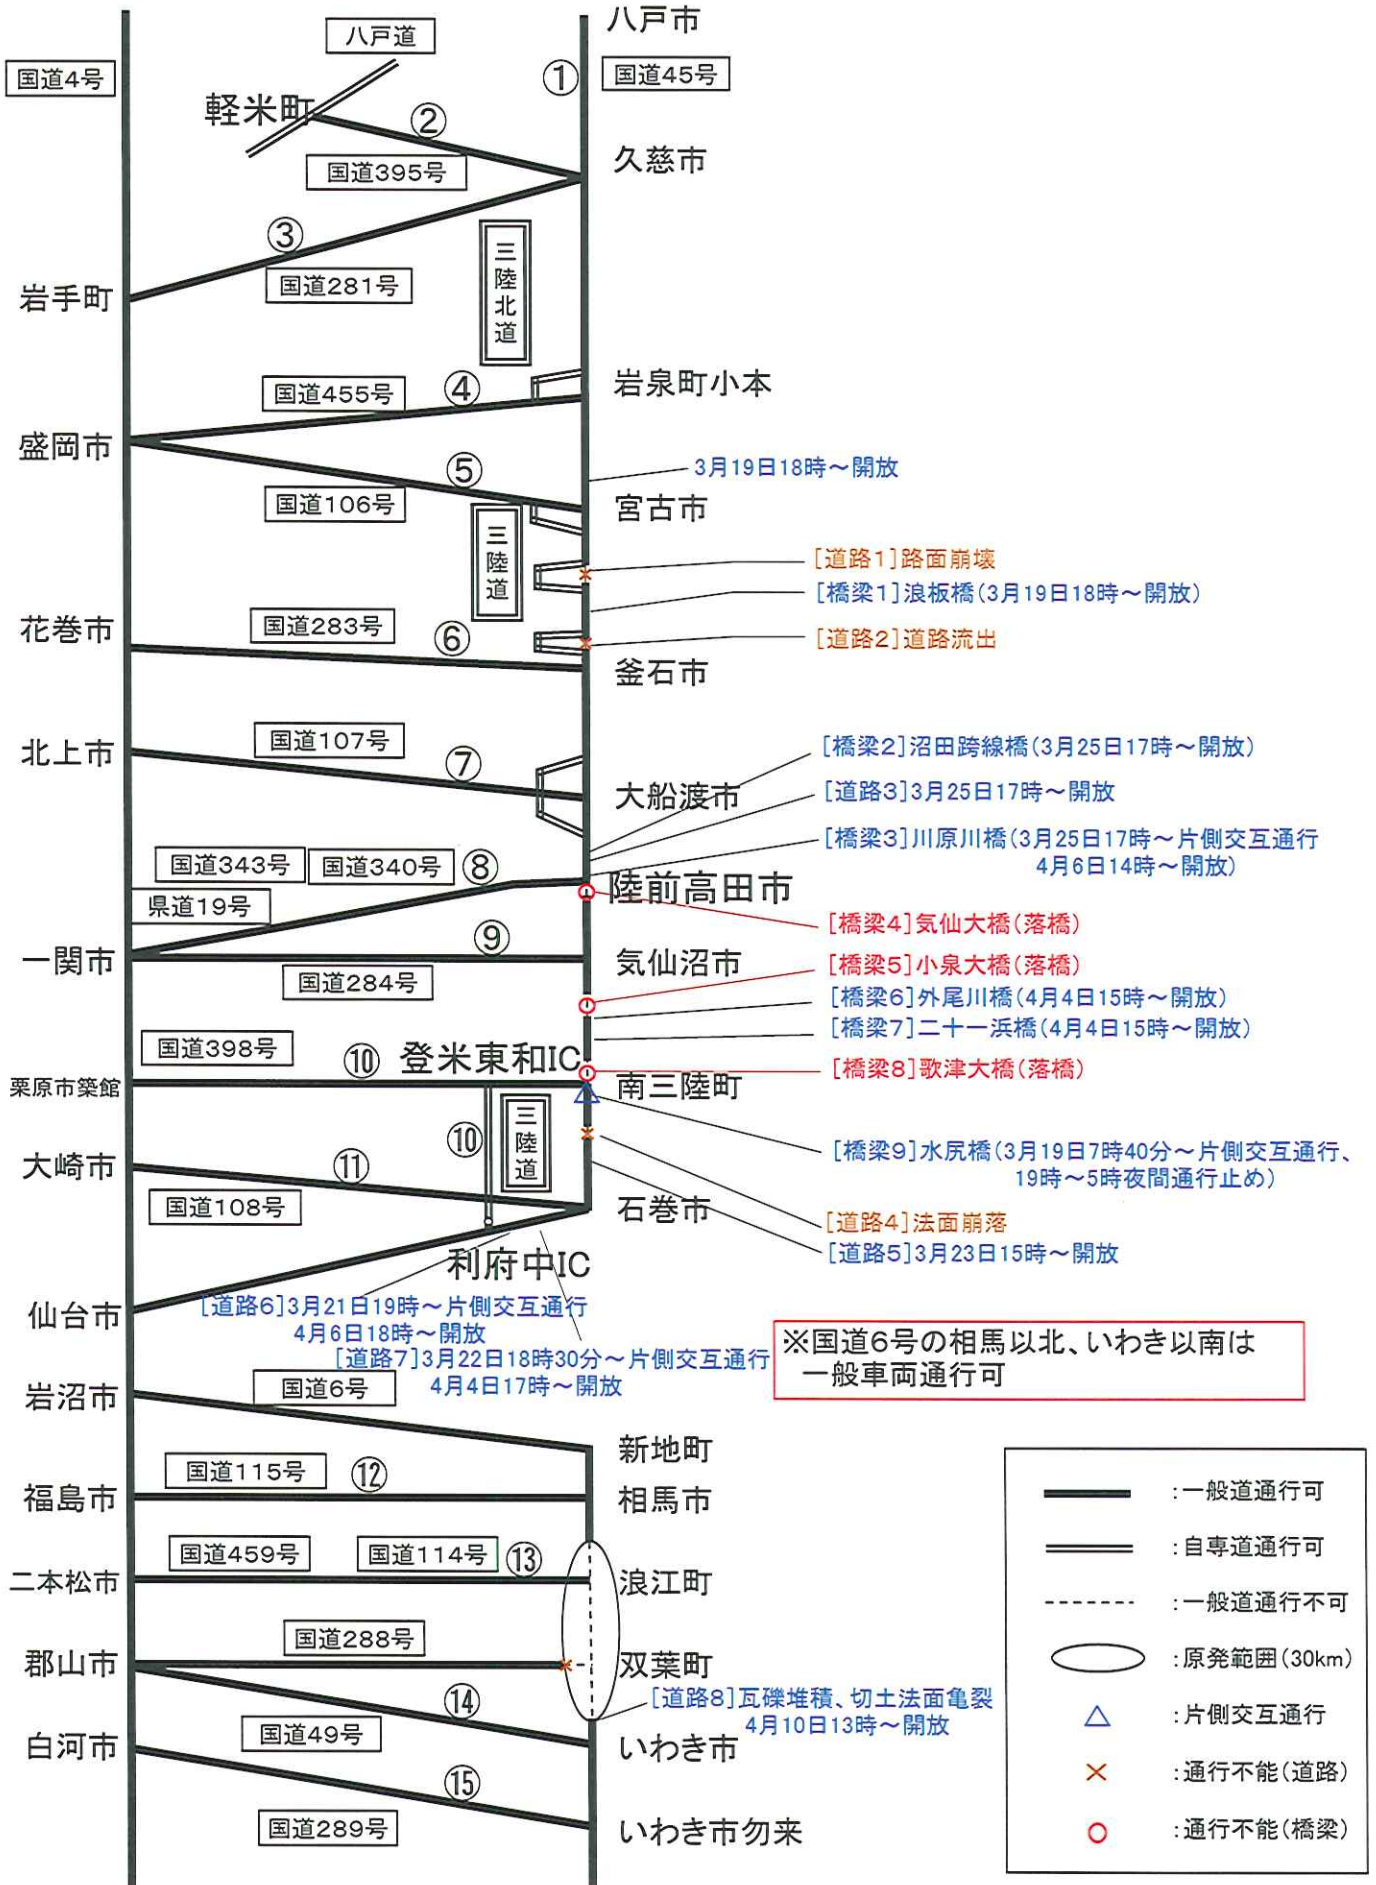 八戸市
八戸道
国道4号
①
国道45号
軽米町
②
久慈市
国道395号
③
三陸北道
国道281号
岩手町
岩泉町小本
国道455号
④
盛岡市
3月19日18時～開放
⑤
国道106号
宮古市
三陸道
[道路1]路面崩壊
[橋梁1]浪板橋(3月19日18時～開放)
花巻市
国道283号
⑥
[道路2]道路流出
釜石市
国道107号
北上市
[橋梁2]沼田跨線橋(3月25日17時～開放)
⑦
大船渡市
[道路3]3月25日17時～開放
[橋梁3]川原川橋(3月25日17時～片側交互通行
4月6日14時～開放)
国道343号
国道340号
⑧
陸前高田市
県道19号
[橋梁4]気仙大橋(落橋)
⑨
一関市
気仙沼市
[橋梁5]小泉大橋(落橋)
国道284号
[橋梁6]外尾川橋(4月4日15時～開放)
[橋梁7]二十一浜橋(4月4日15時～開放)
国道398号
⑩
登米東和IC
[橋梁8]歌津大橋(落橋)
栗原市築館
南三陸町
⑩
三陸道
[橋梁9]水尻橋(3月19日7時40分～片側交互通行、
19時～5時夜間通行止め)
大崎市
⑪
国道108号
石巻市
[道路4]法面崩落
[道路5]3月23日15時～開放
利府中IC
仙台市
[道路6]3月21日19時～片側交互通行
4月6日18時～開放
[道路7]3月22日18時30分～片側交互通行
4月4日17時～開放
※国道6号の相馬以北、いわき以南は
一般車両通行可
岩沼市
国道6号
新地町
国道115号
⑫
福島市
相馬市
国道459号
国道114号
⑬
二本松市
浪江町
国道288号
郡山市
双葉町
[道路8]瓦礫堆積、切土法面亀裂
4月10日13時～開放
⑭
国道49号
白河市
いわき市
⑮
国道289号
いわき市勿来
:一般道通行可
:自専道通行可
:一般道通行不可
:原発範囲(30km)
:片側交互通行
:通行不能(道路)
:通行不能(橋梁)